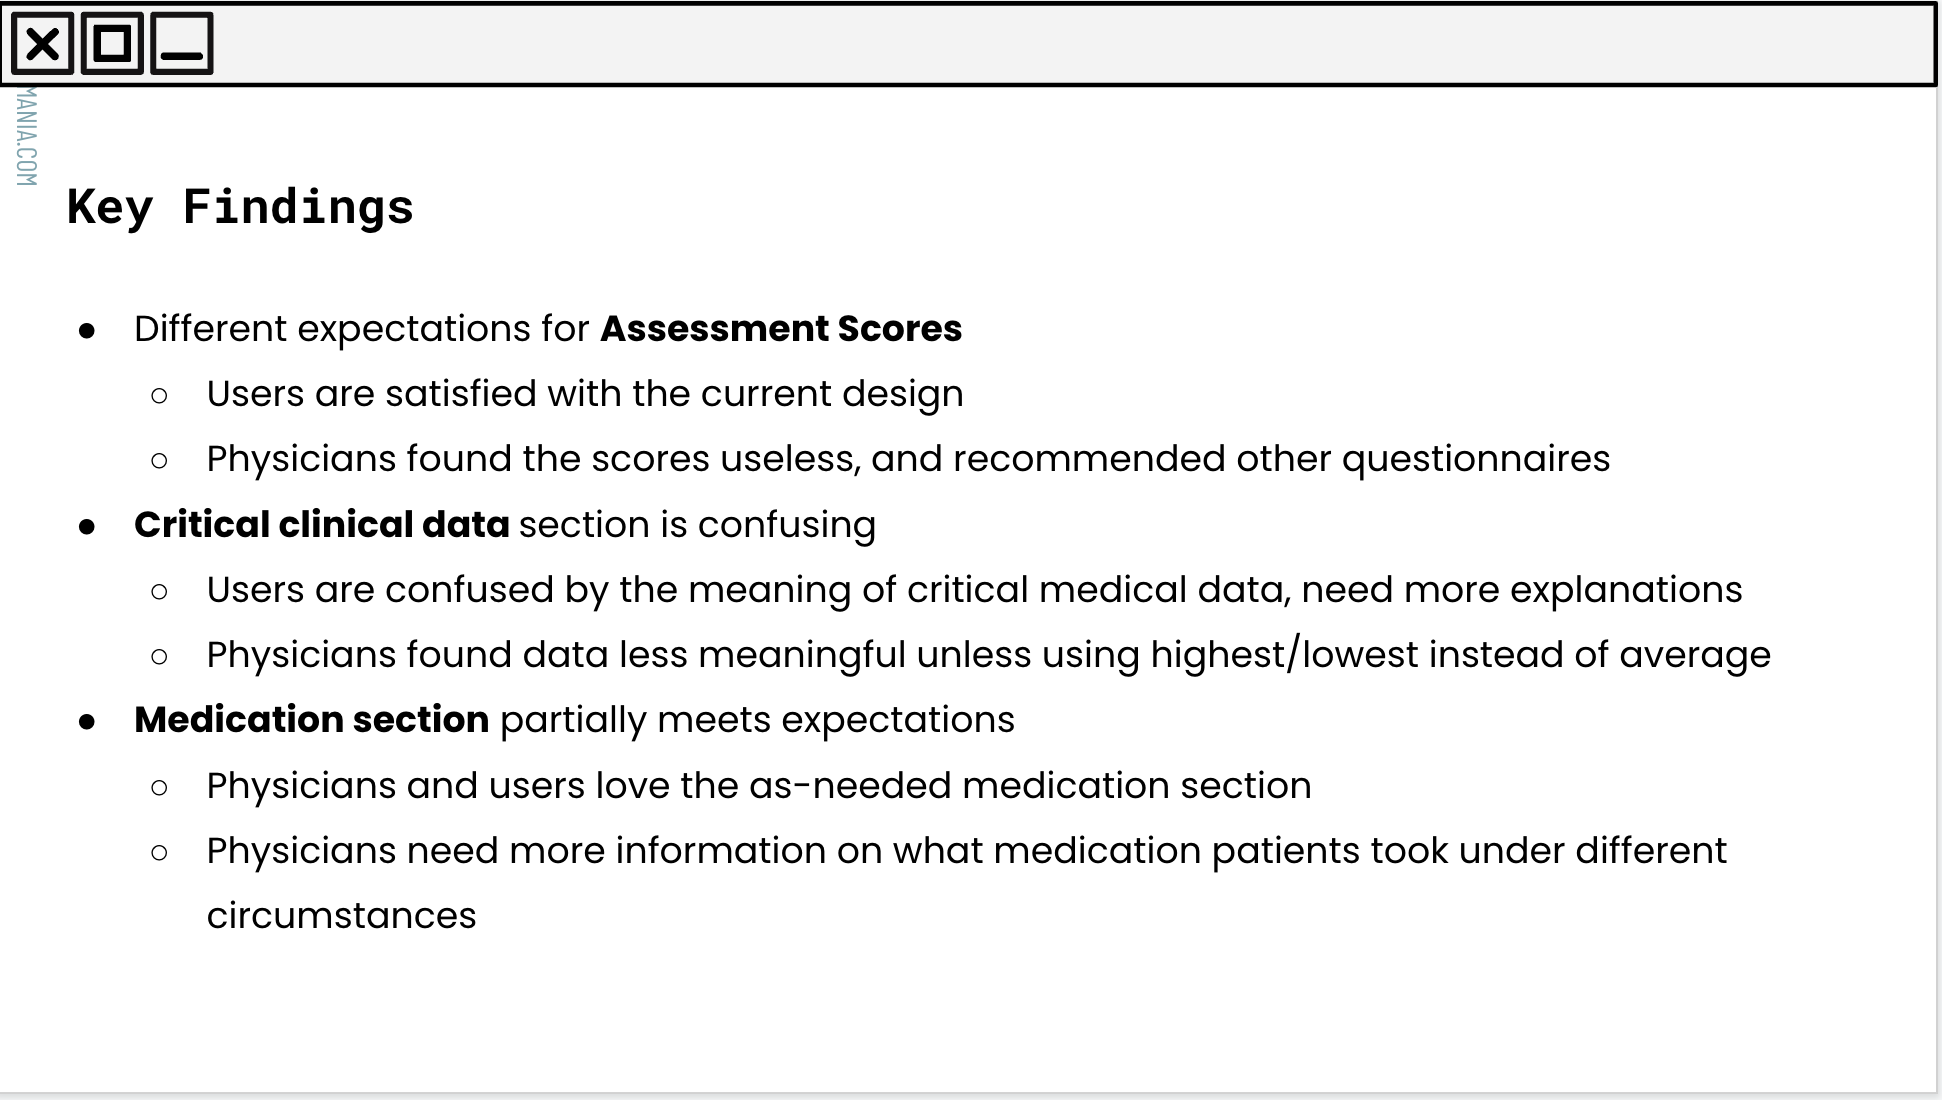 MANIA.COM
Key Findings
● Different expectations for Assessment Scores
○ Users are satisfied with the current design
○ Physicians found the scores useless, and recommended other questionnaires
● Critical clinical data section is confusing
○ Users are confused by the meaning of critical medical data, need more explanations
○ Physicians found data less meaningful unless using highest/lowest instead of average
● Medication section partially meets expectations
○ Physicians and users love the as-needed medication section
○ Physicians need more information on what medication patients took under different
circumstances